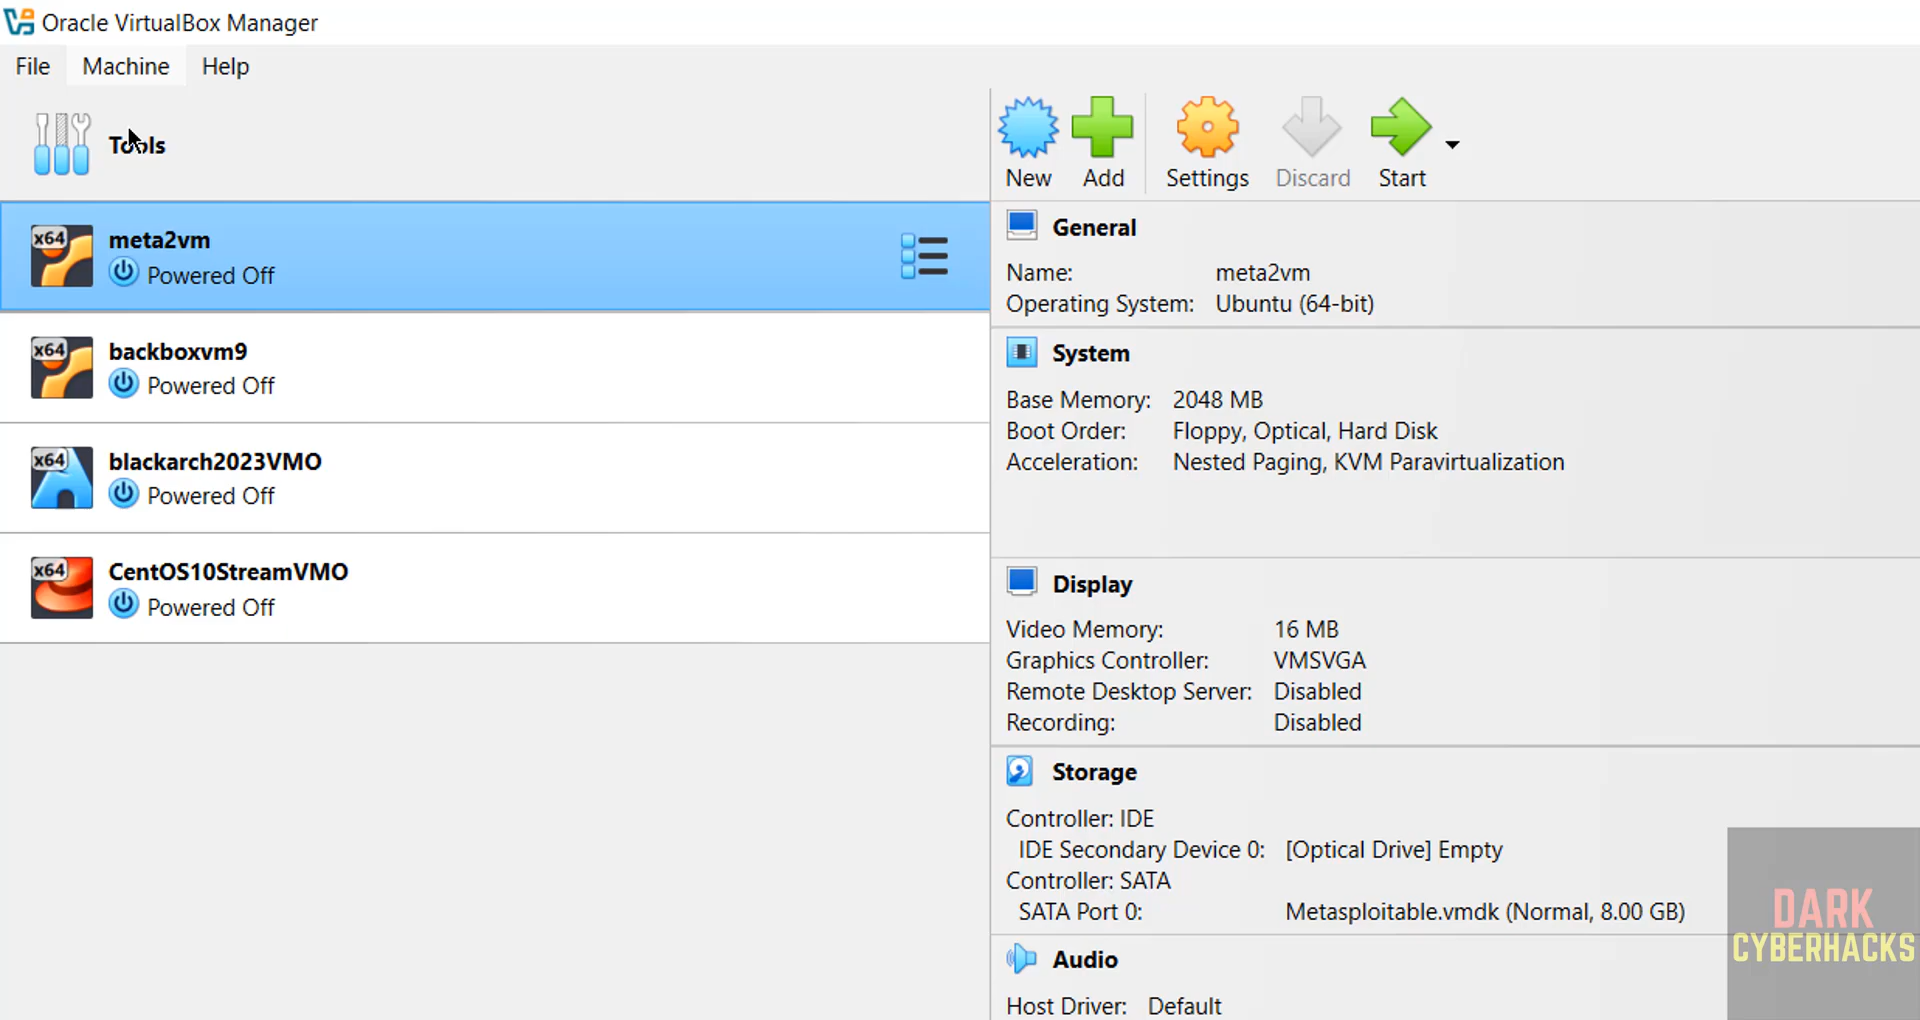 Oracle VirtualBox Manager
File Machine Help
Tools
New Add Settings Discard Start
x64 meta2vm
Powered Off
x64 backboxvm9
Powered Off
x64 blackarch2023VMO
Powered Off
x64 CentOS10StreamVMO
Powered Off
General
Name: meta2vm
Operating System: Ubuntu (64-bit)
System
Base Memory: 2048 MB
Boot Order: Floppy, Optical, Hard Disk
Acceleration: Nested Paging, KVM Paravirtualization
Display
Video Memory: 16 MB
Graphics Controller: VMSVGA
Remote Desktop Server: Disabled
Recording: Disabled
Storage
Controller: IDE
IDE Secondary Device 0: [Optical Drive] Empty
Controller: SATA
SATA Port 0: Metasploitable.vmdk (Normal, 8.00 GB)
Audio
Host Driver: Default
DARK
CYBERHACKS